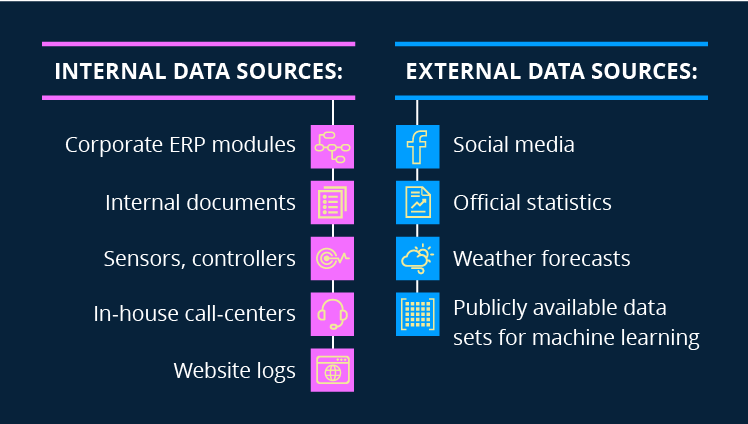 INTERNAL DATA SOURCES:
Corporate ERP modules
Internal documents
Sensors, controllers
In-house call-centers
Website logs
EXTERNAL DATA SOURCES:
Social media
Official statistics
Weather forecasts
Publicly available data
sets for machine learning